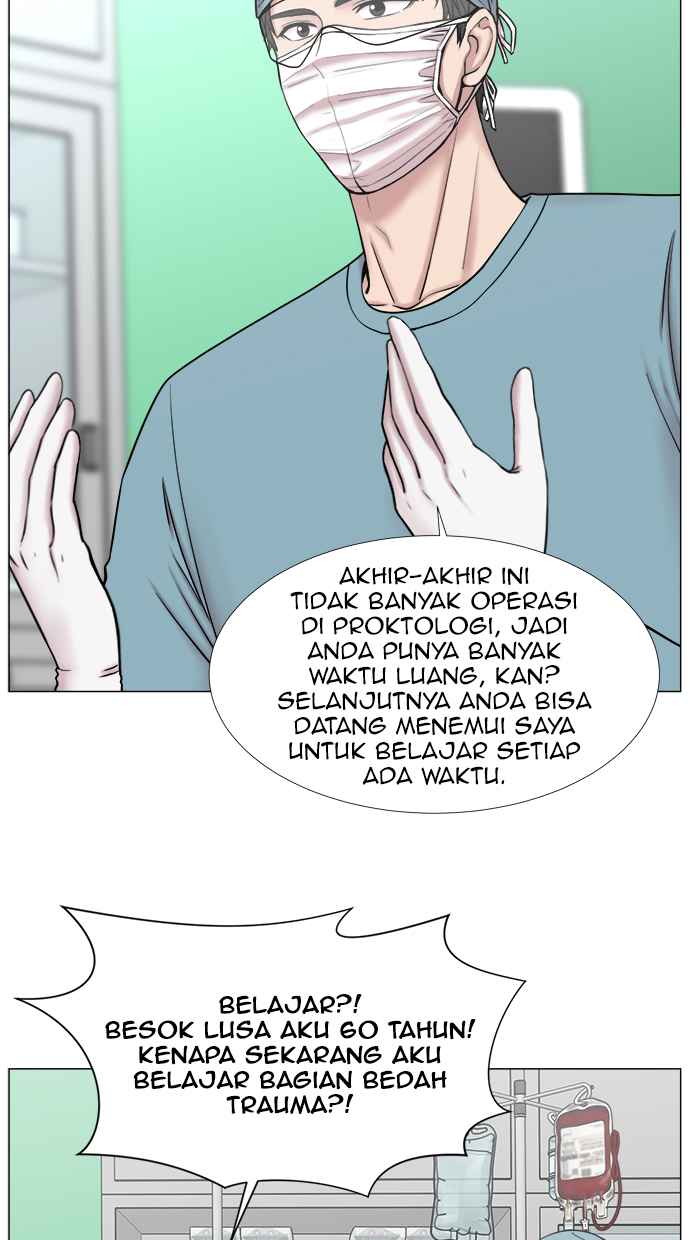 AKHIR-AKHIR INI
TIDAK BANYAK OPERASI
DI PROKTOLOGI, JADI
ANDA PUNYA BANYAK
WAKTU LUANG, KAN?
SELANJUTNYA ANDA BISA
DATANG MENEMUI SAYA
UNTUK BELAJAR SETIAP
ADA WAKTU.
BELAJAR?!
BESOK LUSA AKU 60 TAHUN!
KENAPA SEKARANG AKU
BELAJAR BAGIAN BEDAH
TRAUMA?!